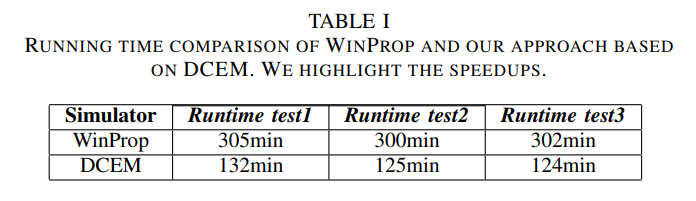 TABLE I
RUNNING TIME COMPARISON OF WINPROP AND OUR APPROACH BASED
ON DCEM. WE HIGHLIGHT THE SPEEDUPS.
Simulator Runtime test1 Runtime test2 Runtime test3
WinProp 305min 300min 302min
DCEM 132min 125min 124min